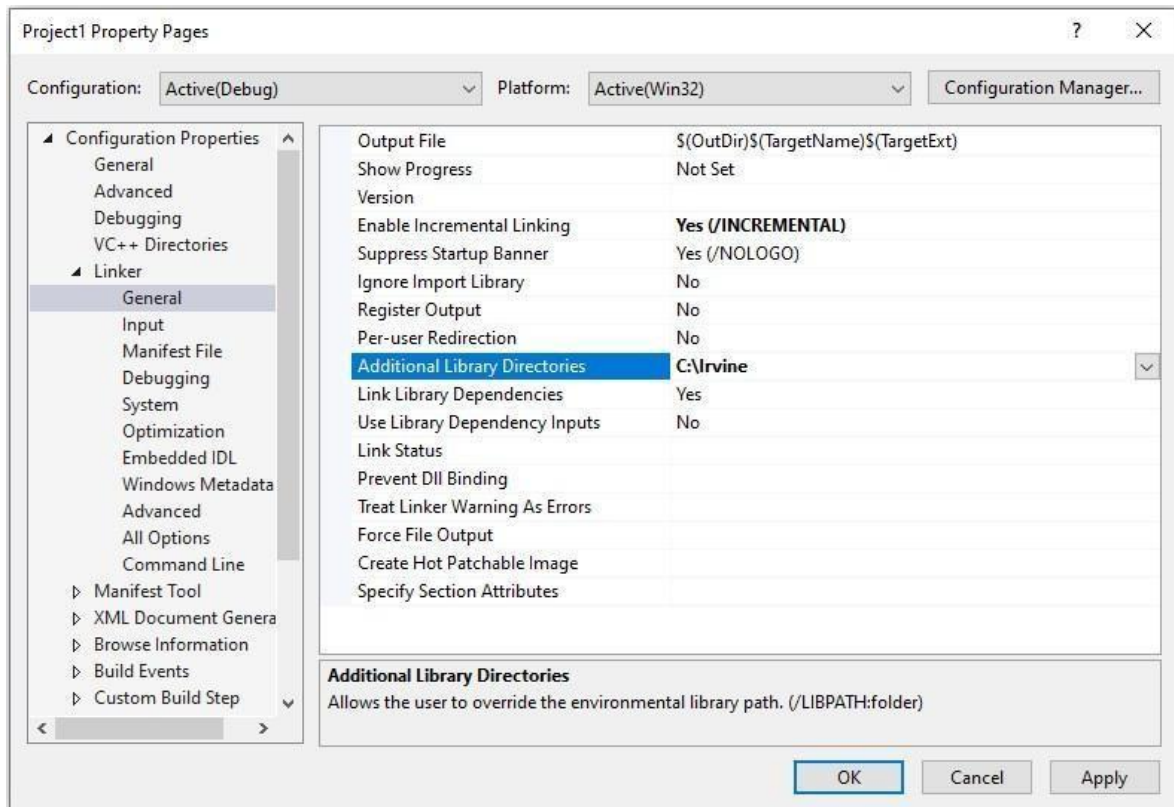 Project1 Property Pages ?
Configuration: Active(Debug) Platform: Active(Win32) Configuration Manager...
Configuration Properties
General
Advanced
Debugging
VC++ Directories
Linker
General
Input
Manifest File
Debugging
System
Optimization
Embedded IDL
Windows Metadata
Advanced
All Options
Command Line
Manifest Tool
XML Document Genera
Browse Information
Build Events
Custom Build Step
Output File $(OutDir)$(TargetName)$(TargetExt)
Show Progress Not Set
Version
Enable Incremental Linking Yes (/INCREMENTAL)
Suppress Startup Banner Yes (/NOLOGO)
Ignore Import Library No
Register Output No
Per-user Redirection No
Additional Library Directories C:\Irvine
Link Library Dependencies Yes
Use Library Dependency Inputs No
Link Status
Prevent Dll Binding
Treat Linker Warning As Errors
Force File Output
Create Hot Patchable Image
Specify Section Attributes
Additional Library Directories
Allows the user to override the environmental library path. (/LIBPATH:folder)
OK Cancel Apply